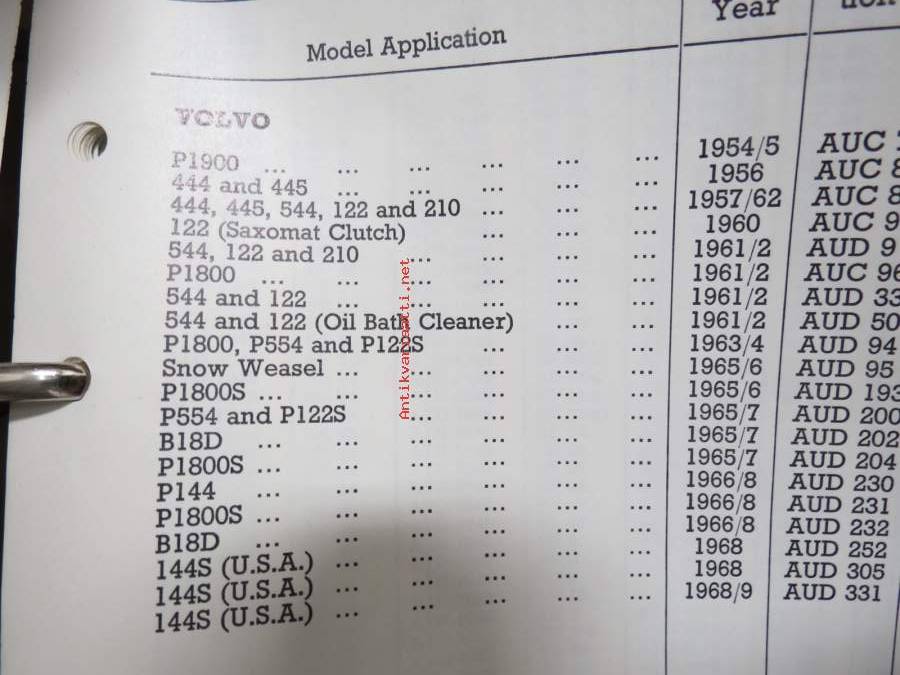 Year
Model Application
VOLVO
P1900 ... ... ... ... ... ... 1954/5 AUC
444 and 445 ... ... ... ... ... 1956 AUC 8
444, 445, 544, 122 and 210 ... ... ... 1957/62 AUC 8
122 (Saxomat Clutch) ... ... ... 1960 AUC 9
544, 122 and 210 ... ... ... ... 1961/2 AUD 9
P1800 ... ... ... ... ... ... 1961/2 AUC 96
544 and 122 ... ... ... ... ... 1961/2 AUD 33
544 and 122 (Oil Bath Cleaner) ... ... 1961/2 AUD 50
P1800, P554 and P122S ... ... ... 1963/4 AUD 94
Snow Weasel ... ... ... ... ... 1965/6 AUD 95
P1800S ... ... ... ... ... ... 1965/6 AUD 193
P554 and P122S ... ... ... ... 1965/7 AUD 200
B18D ... ... ... ... ... ... 1965/7 AUD 202
P1800S ... ... ... ... ... ... 1965/7 AUD 204
P144 ... ... ... ... ... ... 1966/8 AUD 230
P1800S ... ... ... ... ... ... 1966/8 AUD 231
B18D ... ... ... ... ... ... 1966/8 AUD 232
144S (U.S.A.) ... ... ... ... ... 1968 AUD 252
144S (U.S.A.) ... ... ... ... ... 1968 AUD 305
144S (U.S.A.) ... ... ... ... ... 1968/9 AUD 331
Antikvariaatti.net